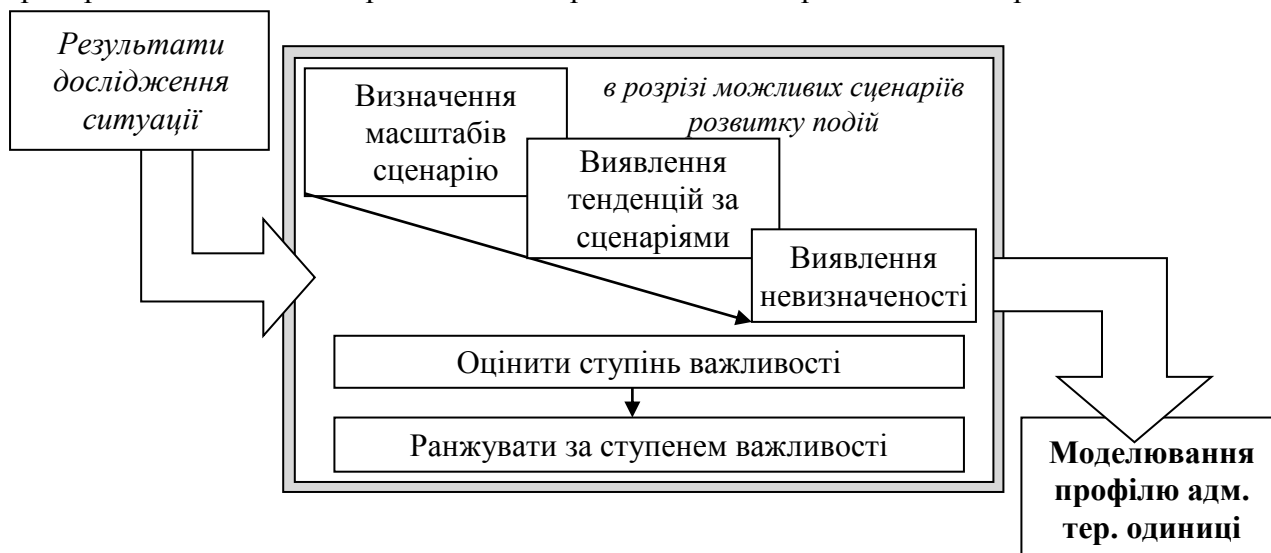 Результати
дослідження
ситуації
Визначення
масштабів
сценарію
в розрізі можливих сценаріїв
розвитку подій
Виявлення
тенденцій за
сценаріями
Виявлення
невизначеності
Оцінити ступінь важливості
Ранжувати за ступенем важливості
Моделювання
профілю адм.
тер. одиниці